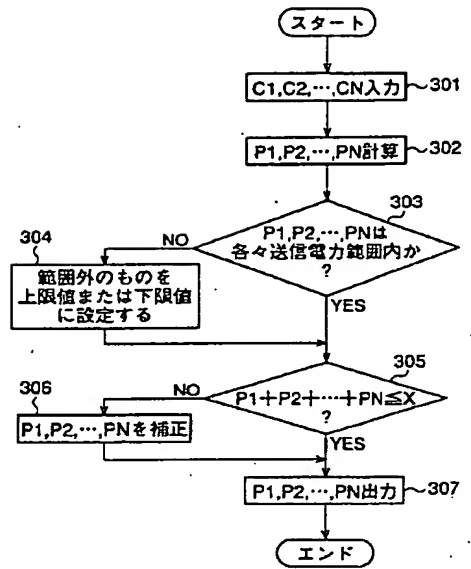 スタート
C1,C2,…,CN入力
301
P1,P2,…,PN計算
302
303
P1,P2,…,PNは
各々送信電力範囲内か
?
NO
YES
304
範囲外のものを
上限値または下限値
に設定する
305
P1+P2+…+PN≦X
?
NO
YES
306
P1,P2,…,PNを補正
P1,P2,…,PN出力
307
エンド